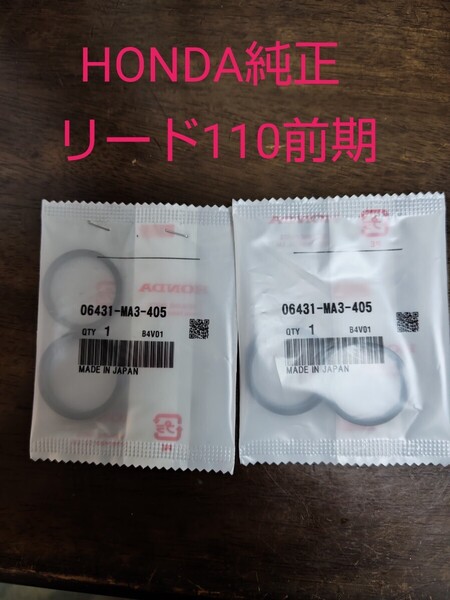 HONDA純正
リード110前期
06431-MA3-405
QTY 1 B4V01
MADE IN JAPAN
HONDA
06431-MA3-405
QTY 1 B4V01
MADE IN JAPAN